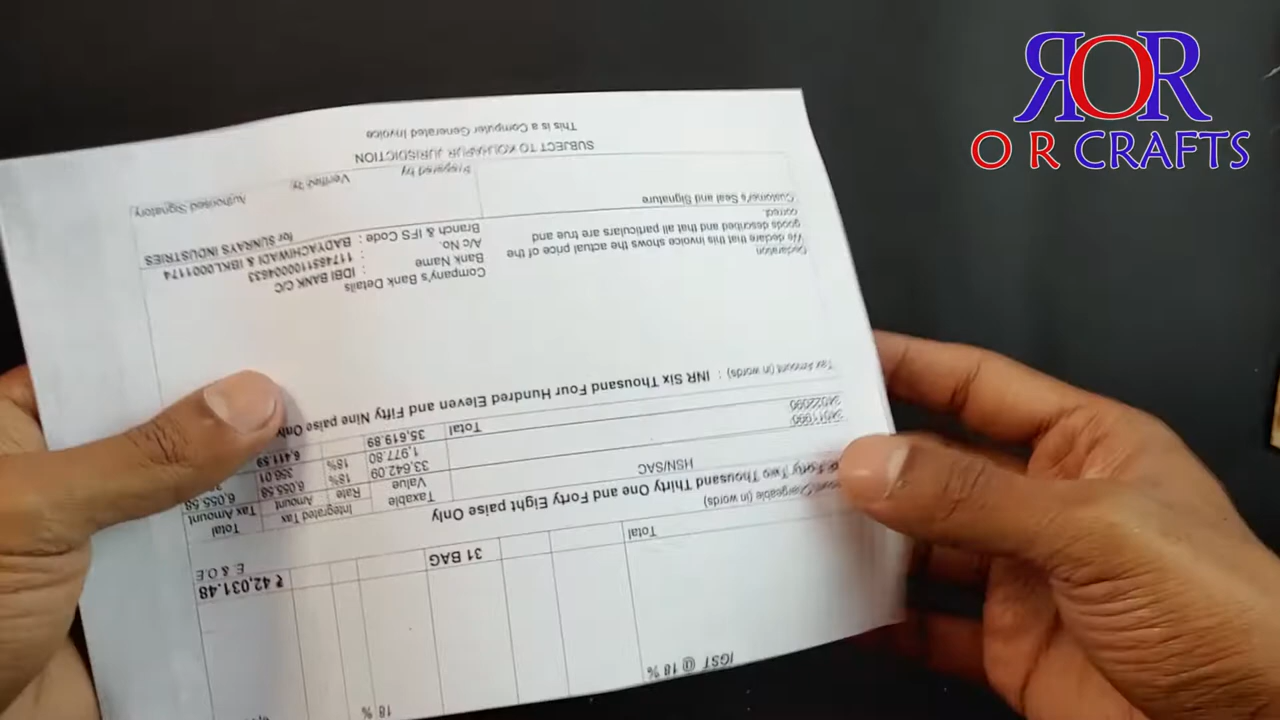 ROR
O R CRAFTS
IGST @ 18 %
18 %
Total
31 BAG
₹ 42,031.48
E & O.E
Chargeable (in words)
Forty Two Thousand Thirty One and Forty Eight paise Only
HSN/SAC
Taxable Value
Integrated Tax
Rate
Amount
Total
Tax Amount
33,642.09
18%
6,055.58
6,055.58
1,977.80
18%
356.01
Total
35,619.89
6,411.59
Tax Amount (in words) : INR Six Thousand Four Hundred Eleven and Fifty Nine paise Only
Company's Bank Details
Bank Name : IDBI BANK C/C
A/c No. : 1174651100004633
Branch & IFS Code : BADYACHIWADI & IBKL0001174
Declaration
We declare that this invoice shows the actual price of the
goods described and that all particulars are true and
correct.
Customer's Seal and Signature
for SUNRAYS INDUSTRIES
Prepared by
Verified by
Authorised Signatory
SUBJECT TO KOLHAPUR JURISDICTION
This is a Computer Generated Invoice